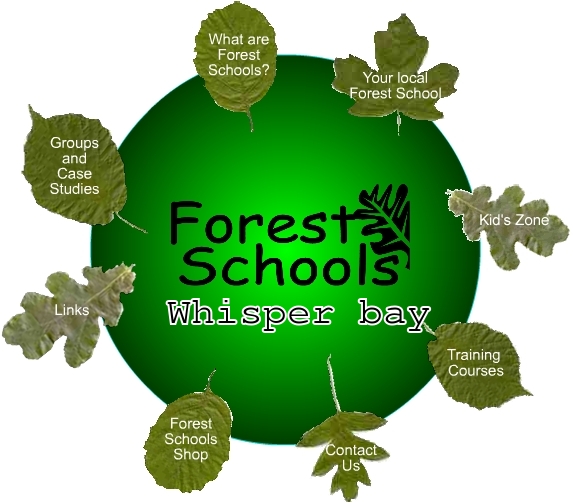 What are
Forest
Schools?
Your local
Forest School
Groups
and
Case
Studies
Kid's Zone
Forest
Schools
Whisper bay
Links
Training
Courses
Forest
Schools
Shop
Contact
Us